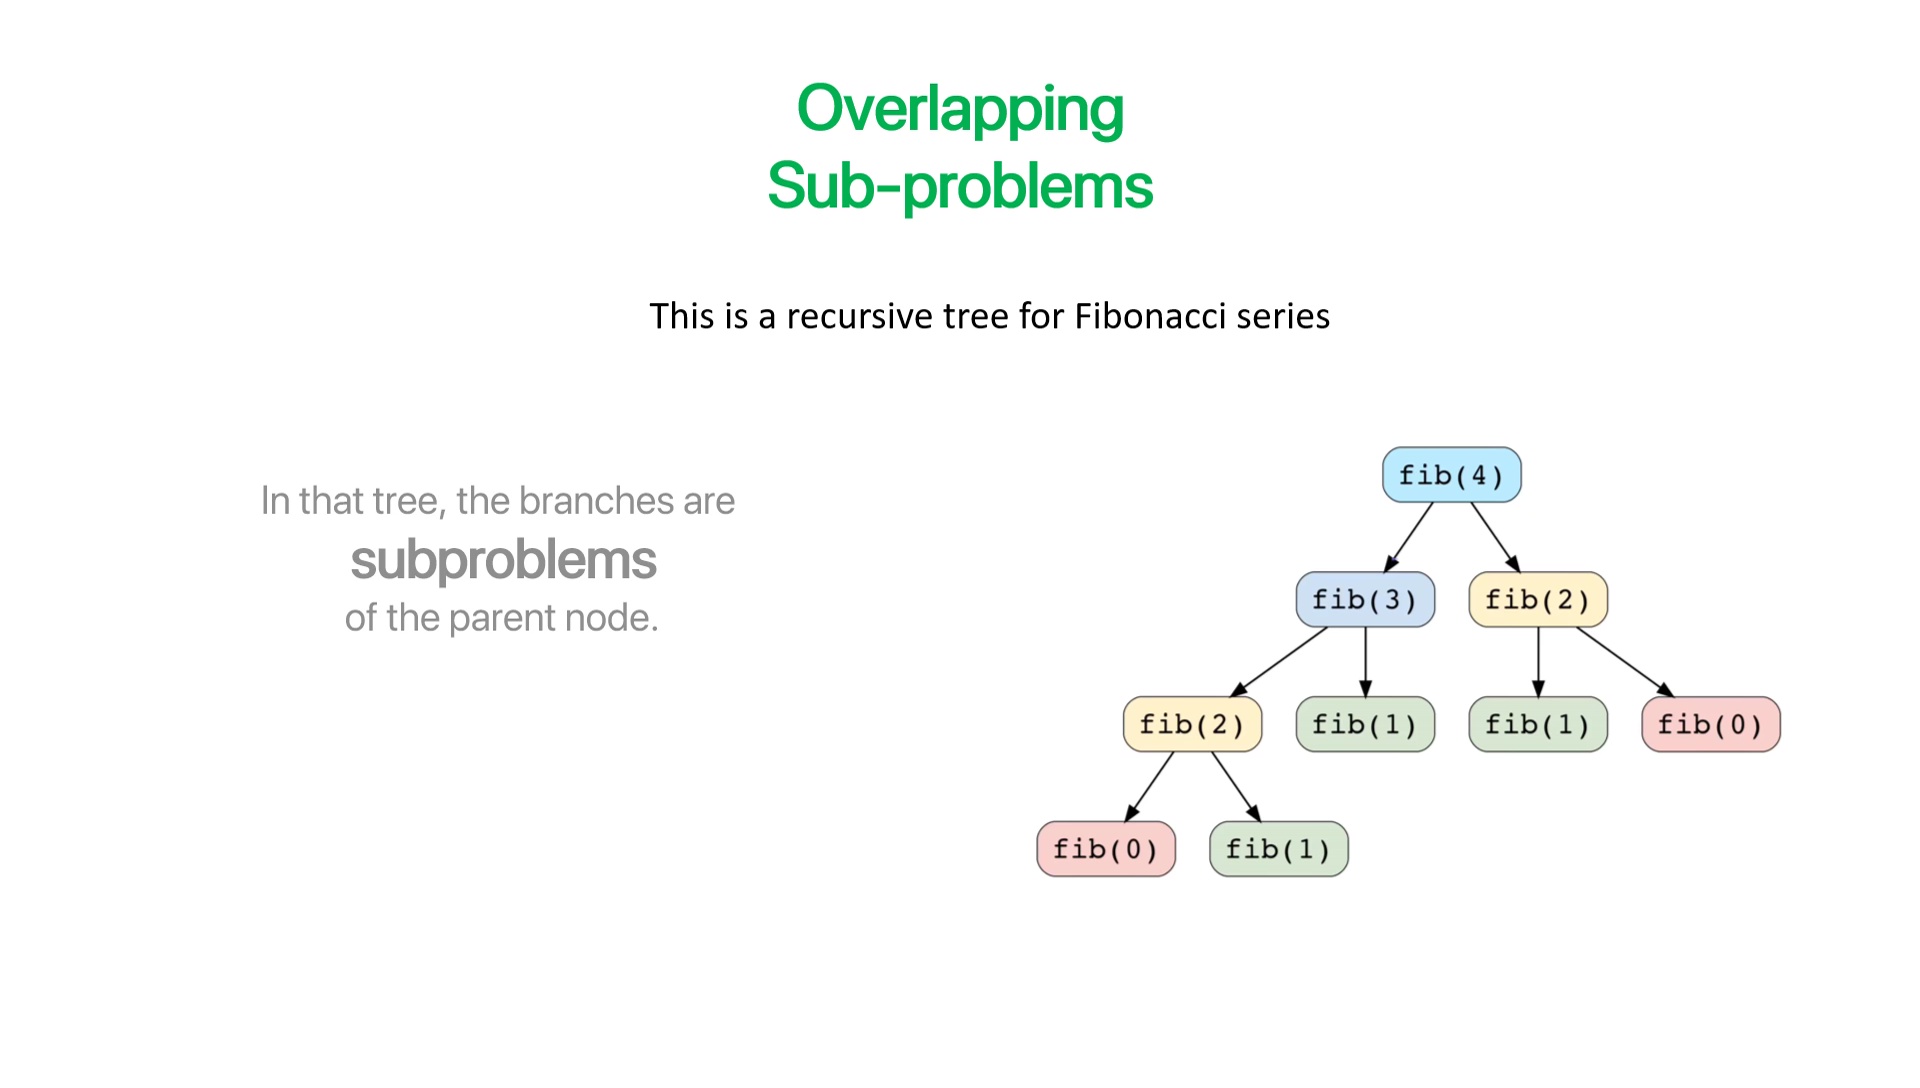 Overlapping
Sub-problems
This is a recursive tree for Fibonacci series
In that tree, the branches are
subproblems
of the parent node.
fib(4)
fib(3) fib(2)
fib(2) fib(1) fib(1) fib(0)
fib(0) fib(1)